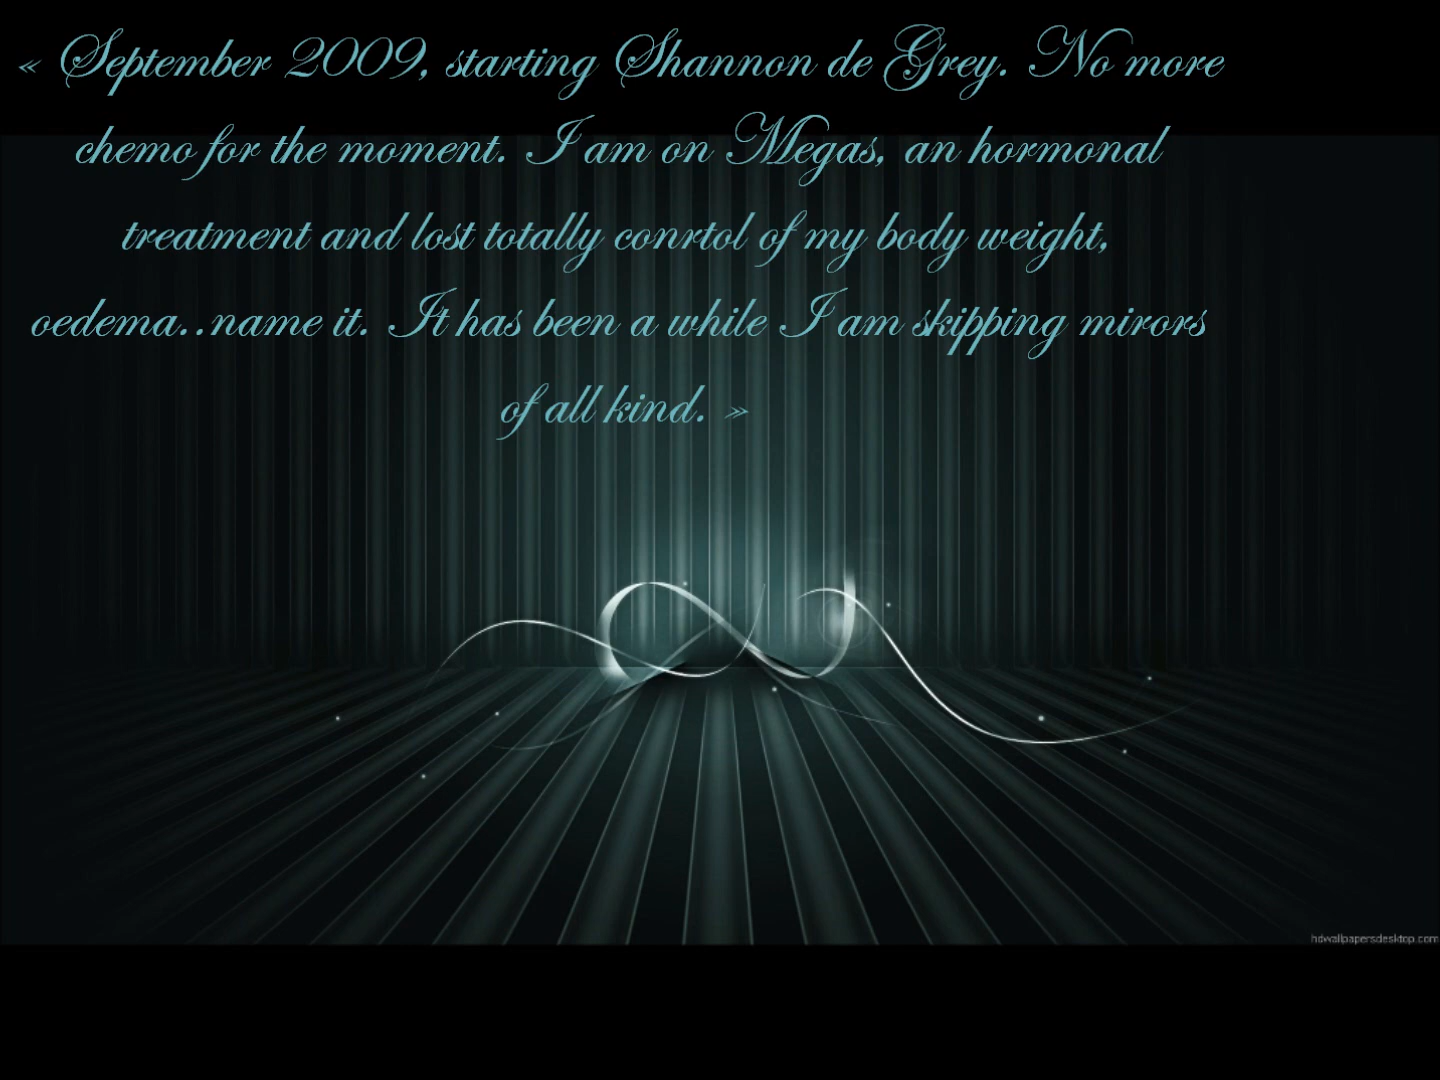 « September 2009, starting Shannon de Grey. No more
chemo for the moment. I am on Megas, an hormonal
treatment and lost totally conrtol of my body weight,
oedema..name it. It has been a while I am skipping mirors
of all kind. »
hdwallpapersdesktop.com